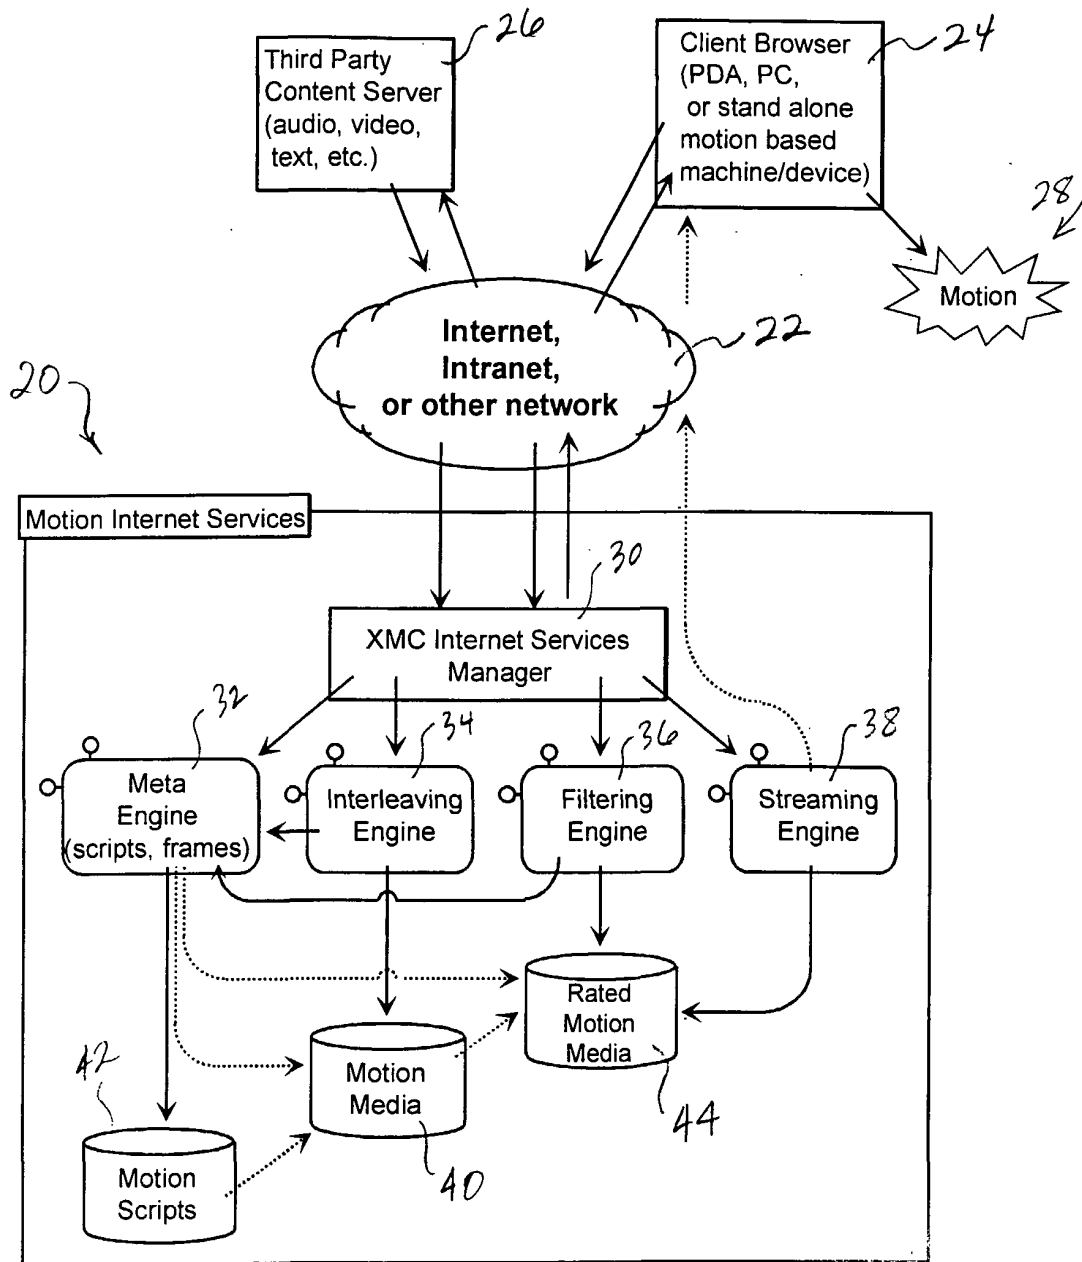 Third Party
Content Server
(audio, video,
text, etc.)
26
Client Browser
(PDA, PC,
or stand alone
motion based
machine/device)
24
28
Motion
Internet,
Intranet,
or other network
22
20
Motion Internet Services
30
XMC Internet Services
Manager
32
Meta
Engine
(scripts, frames)
34
Interleaving
Engine
36
Filtering
Engine
38
Streaming
Engine
Rated
Motion
Media
44
Motion
Media
40
42
Motion
Scripts